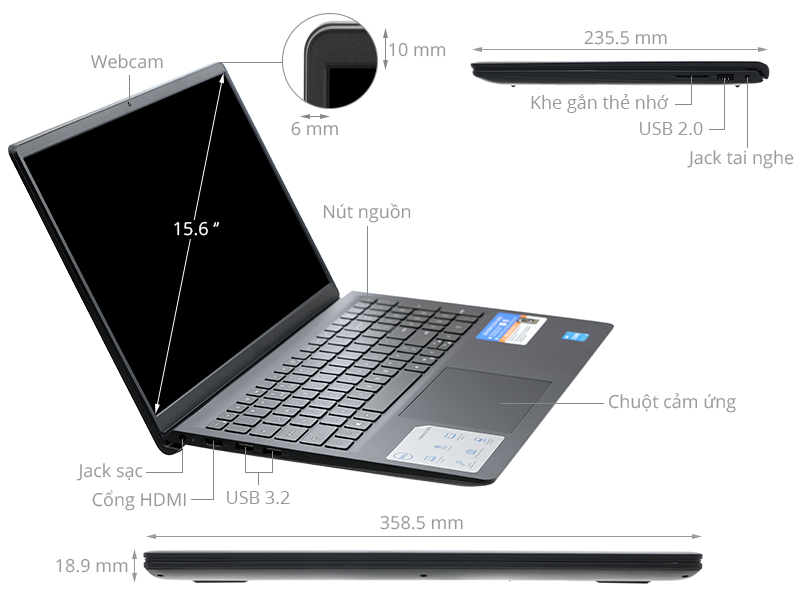 Webcam
10 mm
6 mm
235.5 mm
Khe gắn thẻ nhớ
USB 2.0
Jack tai nghe
15.6 “
Nút nguồn
Chuột cảm ứng
Jack sạc
Cổng HDMI
USB 3.2
358.5 mm
18.9 mm